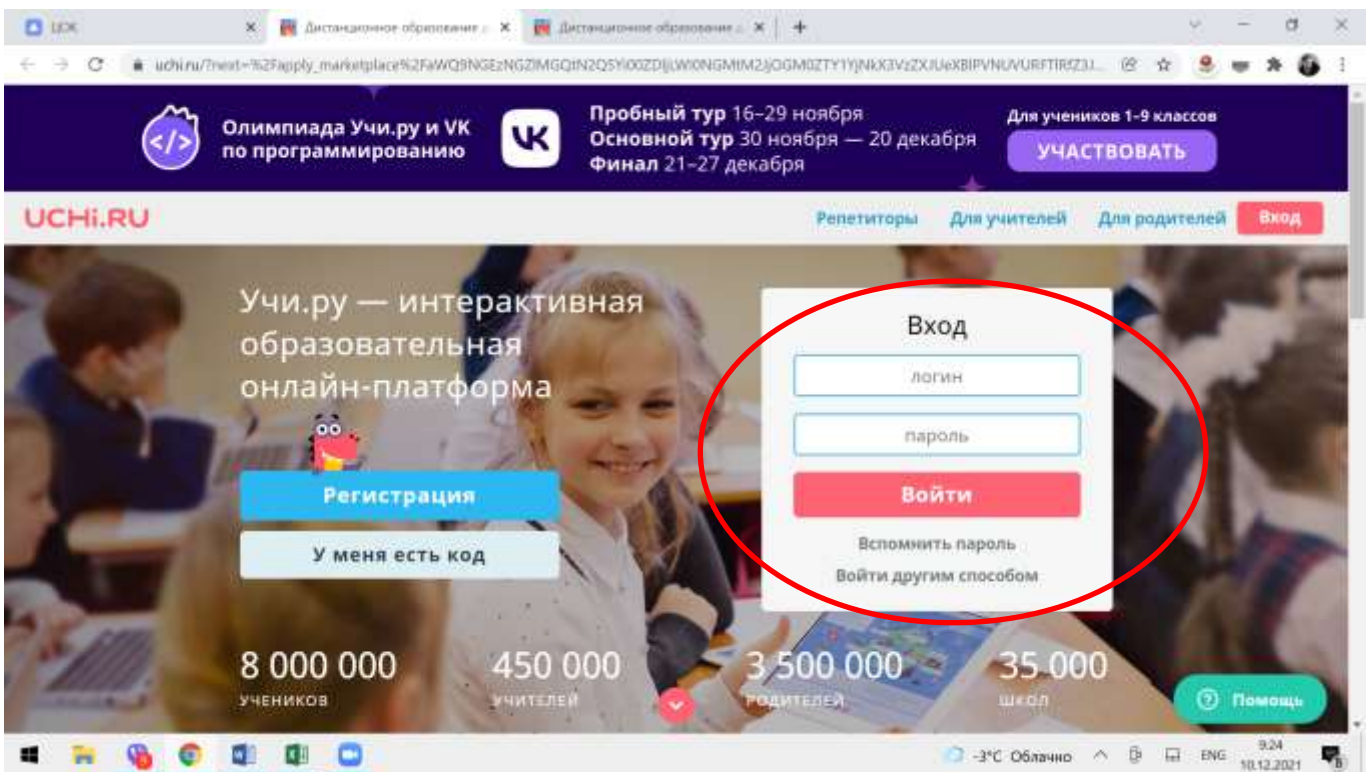 ЦОК
Дистанционное образование д
Дистанционное образование д
Олимпиада Учи.ру и VK
по программированию
VK
Пробный тур 16–29 ноября
Основной тур 30 ноября — 20 декабря
Финал 21–27 декабря
Для учеников 1–9 классов
УЧАСТВОВАТЬ
UCHi.RU
Репетиторы
Для учителей
Для родителей
Вход
Учи.ру — интерактивная
образовательная
онлайн-платформа
Регистрация
У меня есть код
Вход
логин
пароль
Войти
Вспомнить пароль
Войти другим способом
8 000 000
УЧЕНИКОВ
450 000
УЧИТЕЛЕЙ
3 500 000
РОДИТЕЛЕЙ
35 000
ШКОЛ
Помощь
-3°C Облачно
ENG
9:24
10.12.2021